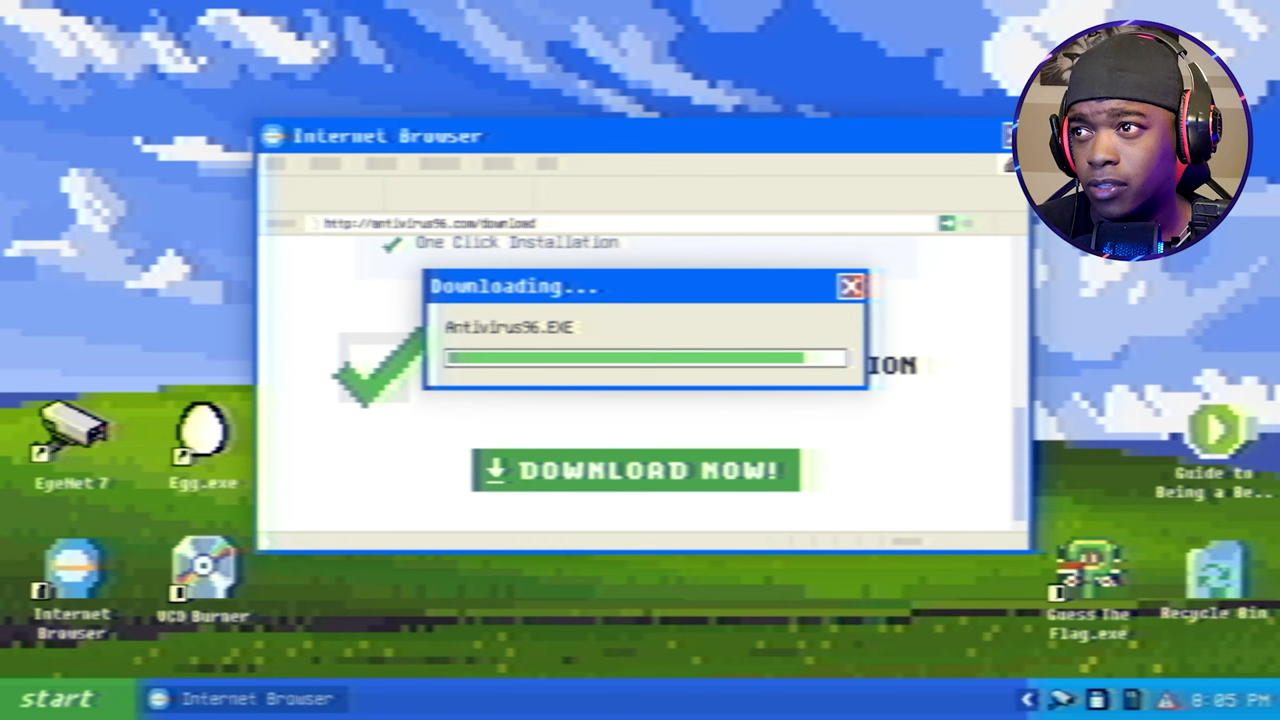 Internet Browser
http://antivirus96.com/download
One Click Installation
Downloading...
Antivirus96.EXE
ION
DOWNLOAD NOW!
EyeNet 7
Egg.exe
Internet
Browser
VCD Burner
Guide to
Being a Be...
Guess The
Flag.exe
Recycle Bin
start
Internet Browser
8:05 PM